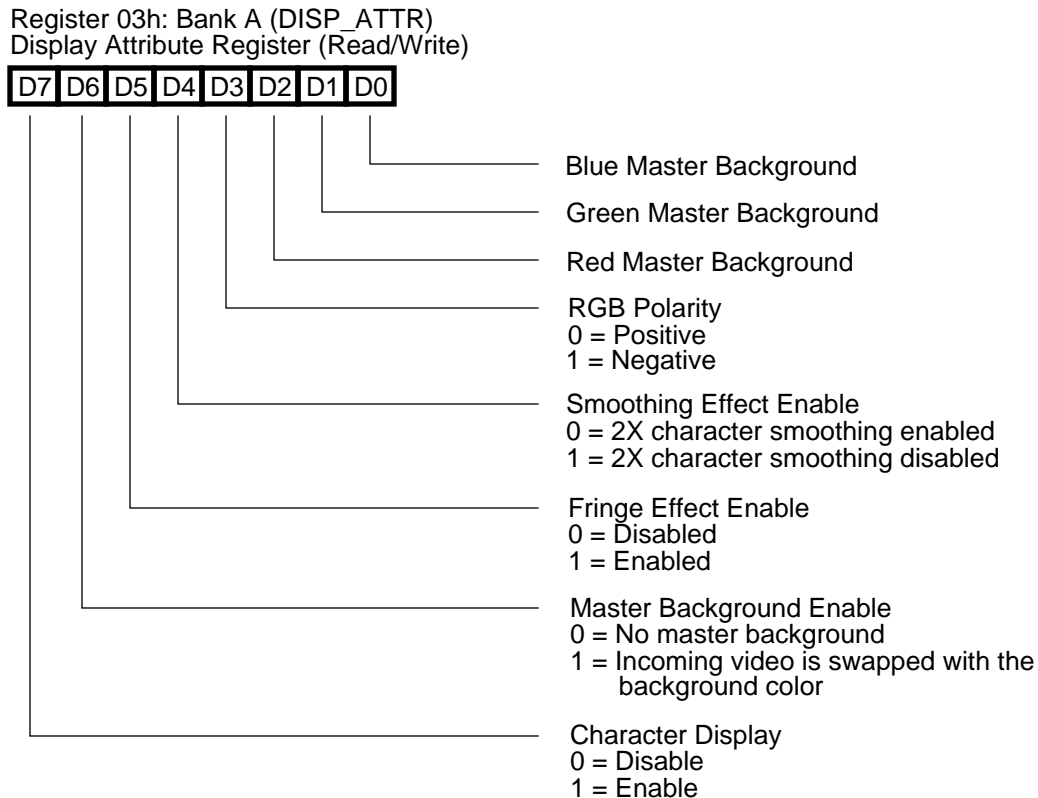 Register 03h: Bank A (DISP_ATTR)
Display Attribute Register (Read/Write)
D7 D6 D5 D4 D3 D2 D1 D0
Blue Master Background
Green Master Background
Red Master Background
RGB Polarity
0 = Positive
1 = Negative
Smoothing Effect Enable
0 = 2X character smoothing enabled
1 = 2X character smoothing disabled
Fringe Effect Enable
0 = Disabled
1 = Enabled
Master Background Enable
0 = No master background
1 = Incoming video is swapped with the
background color
Character Display
0 = Disable
1 = Enable